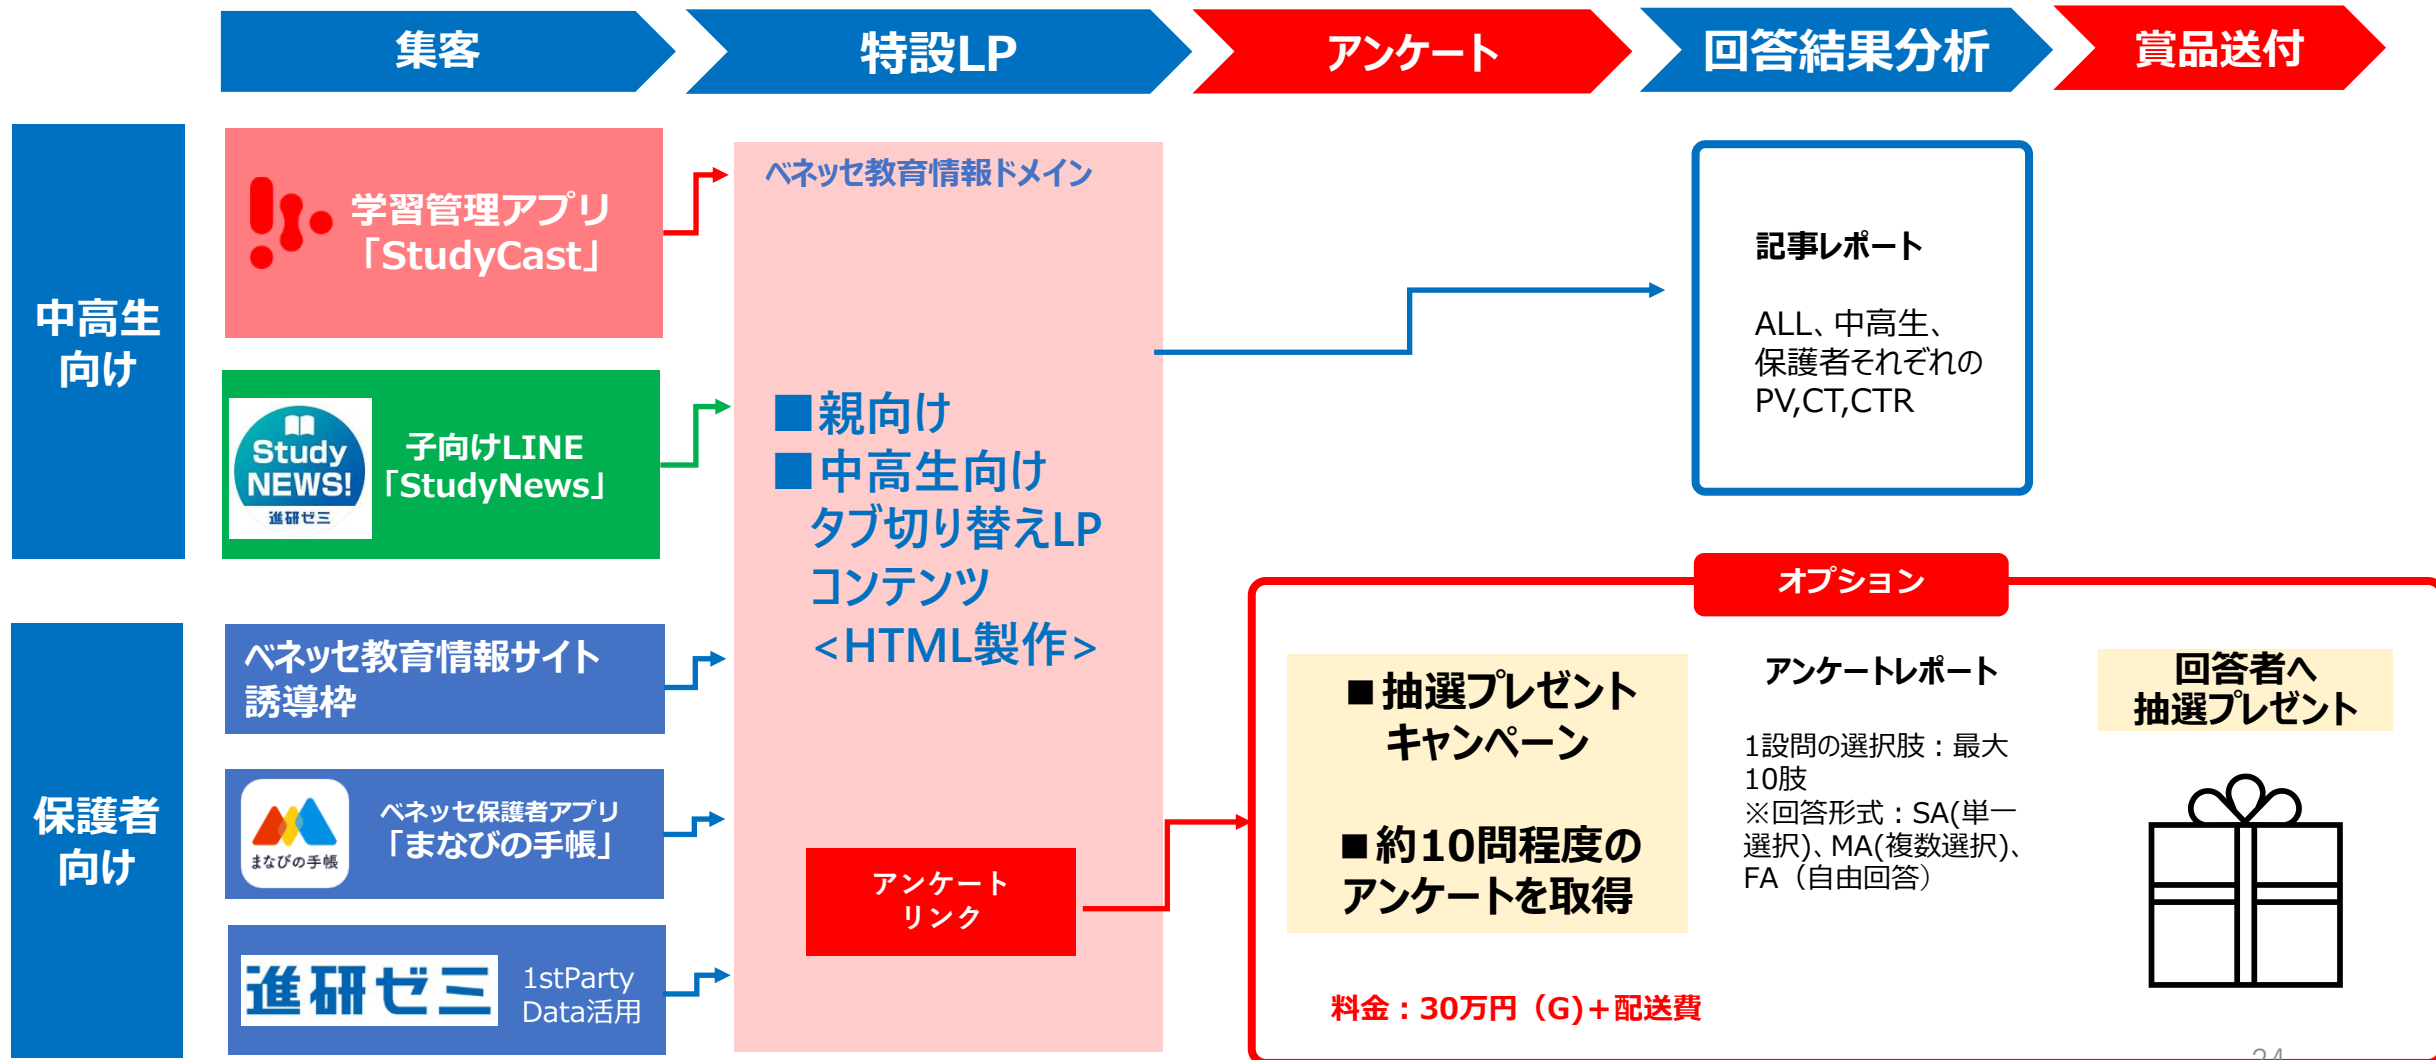 集客
特設LP
アンケート
回答結果分析
賞品送付
中高生
向け
学習管理アプリ
「StudyCast」
Study
NEWS!
進研ゼミ
子向けLINE
「StudyNews」
保護者
向け
ベネッセ教育情報サイト
誘導枠
まなびの手帳
ベネッセ保護者アプリ
「まなびの手帳」
進研ゼミ
1stParty
Data活用
ベネッセ教育情報ドメイン
■親向け
■中高生向け
タブ切り替えLP
コンテンツ
<HTML製作>
アンケート
リンク
記事レポート
ALL、中高生、
保護者それぞれの
PV,CT,CTR
オプション
■抽選プレゼント
キャンペーン
■約10問程度の
アンケートを取得
料金：30万円（G)＋配送費
アンケートレポート
1設問の選択肢：最大
10肢
※回答形式：SA(単一
選択)、MA(複数選択)、
FA（自由回答）
回答者へ
抽選プレゼント
24